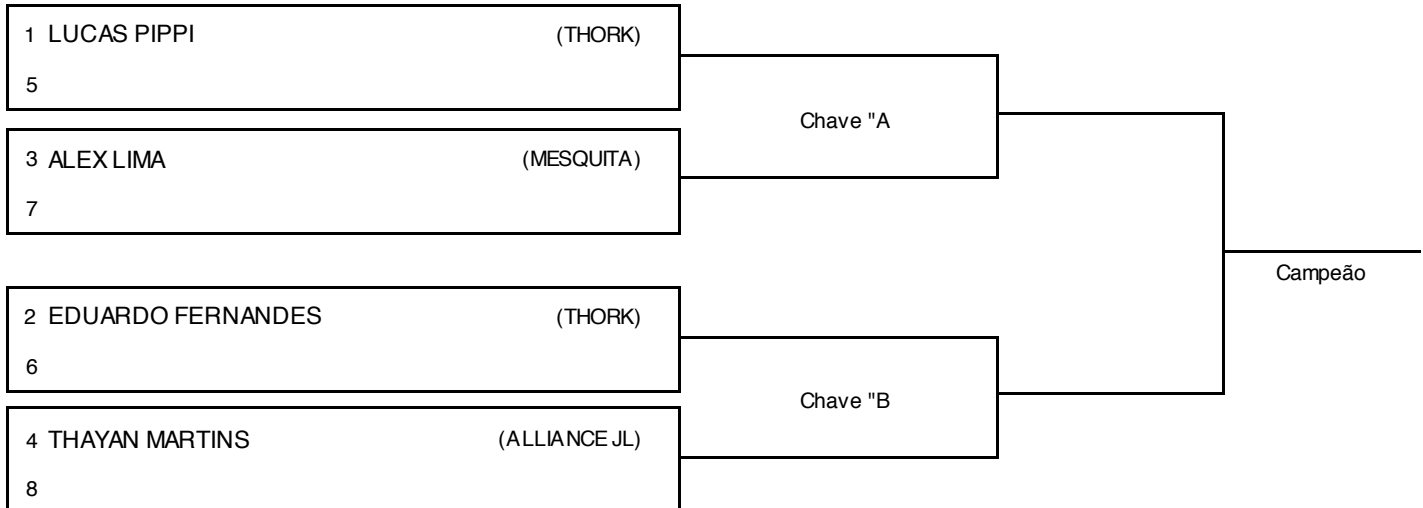 1 LUCAS PIPPI (THORK)
5
Chave "A
3 ALEX LIMA (MESQUITA)
7
Campeão
2 EDUARDO FERNANDES (THORK)
6
Chave "B
4 THAYAN MARTINS (ALLIANCE JL)
8